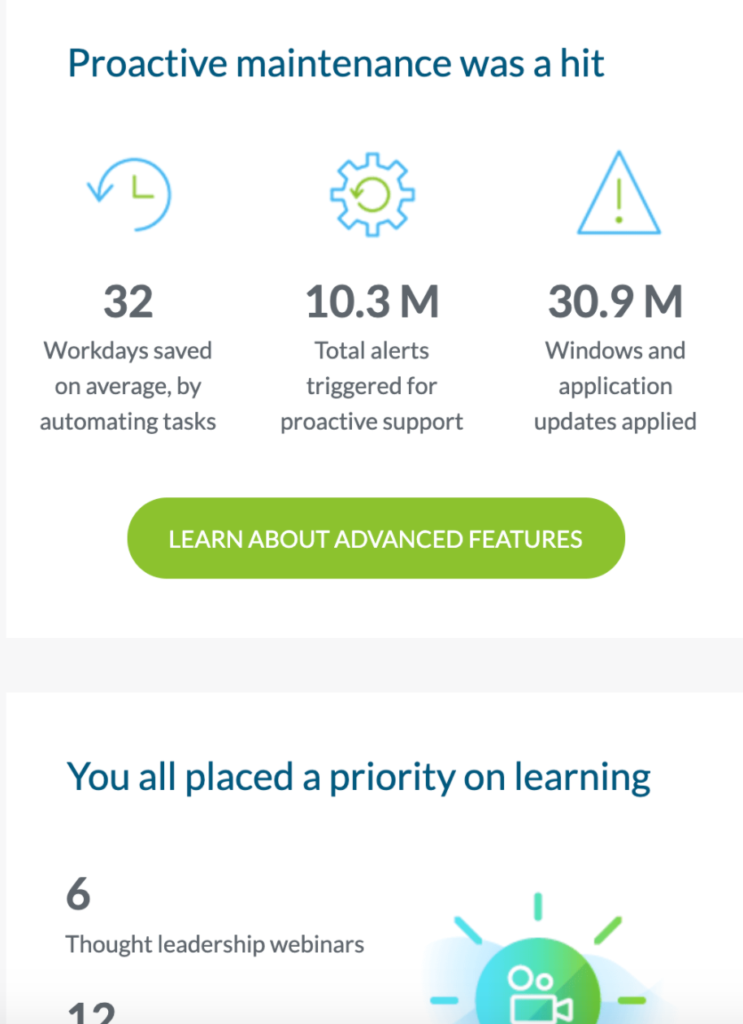 Proactive maintenance was a hit
32
Workdays saved
on average, by
automating tasks
10.3 M
Total alerts
triggered for
proactive support
30.9 M
Windows and
application
updates applied
LEARN ABOUT ADVANCED FEATURES
You all placed a priority on learning
6
Thought leadership webinars
12